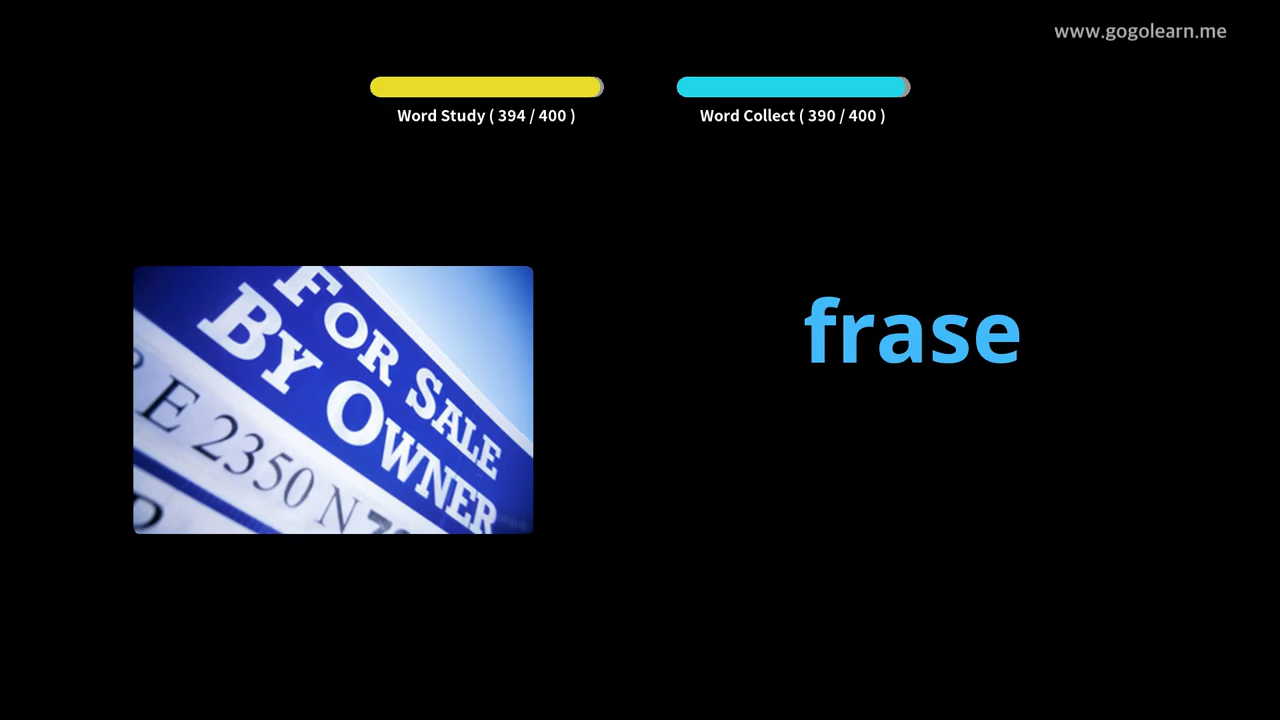 www.gogolearn.me
Word Study ( 394 / 400 )
Word Collect ( 390 / 400 )
FOR SALE
BY OWNER
E 2350 N
frase